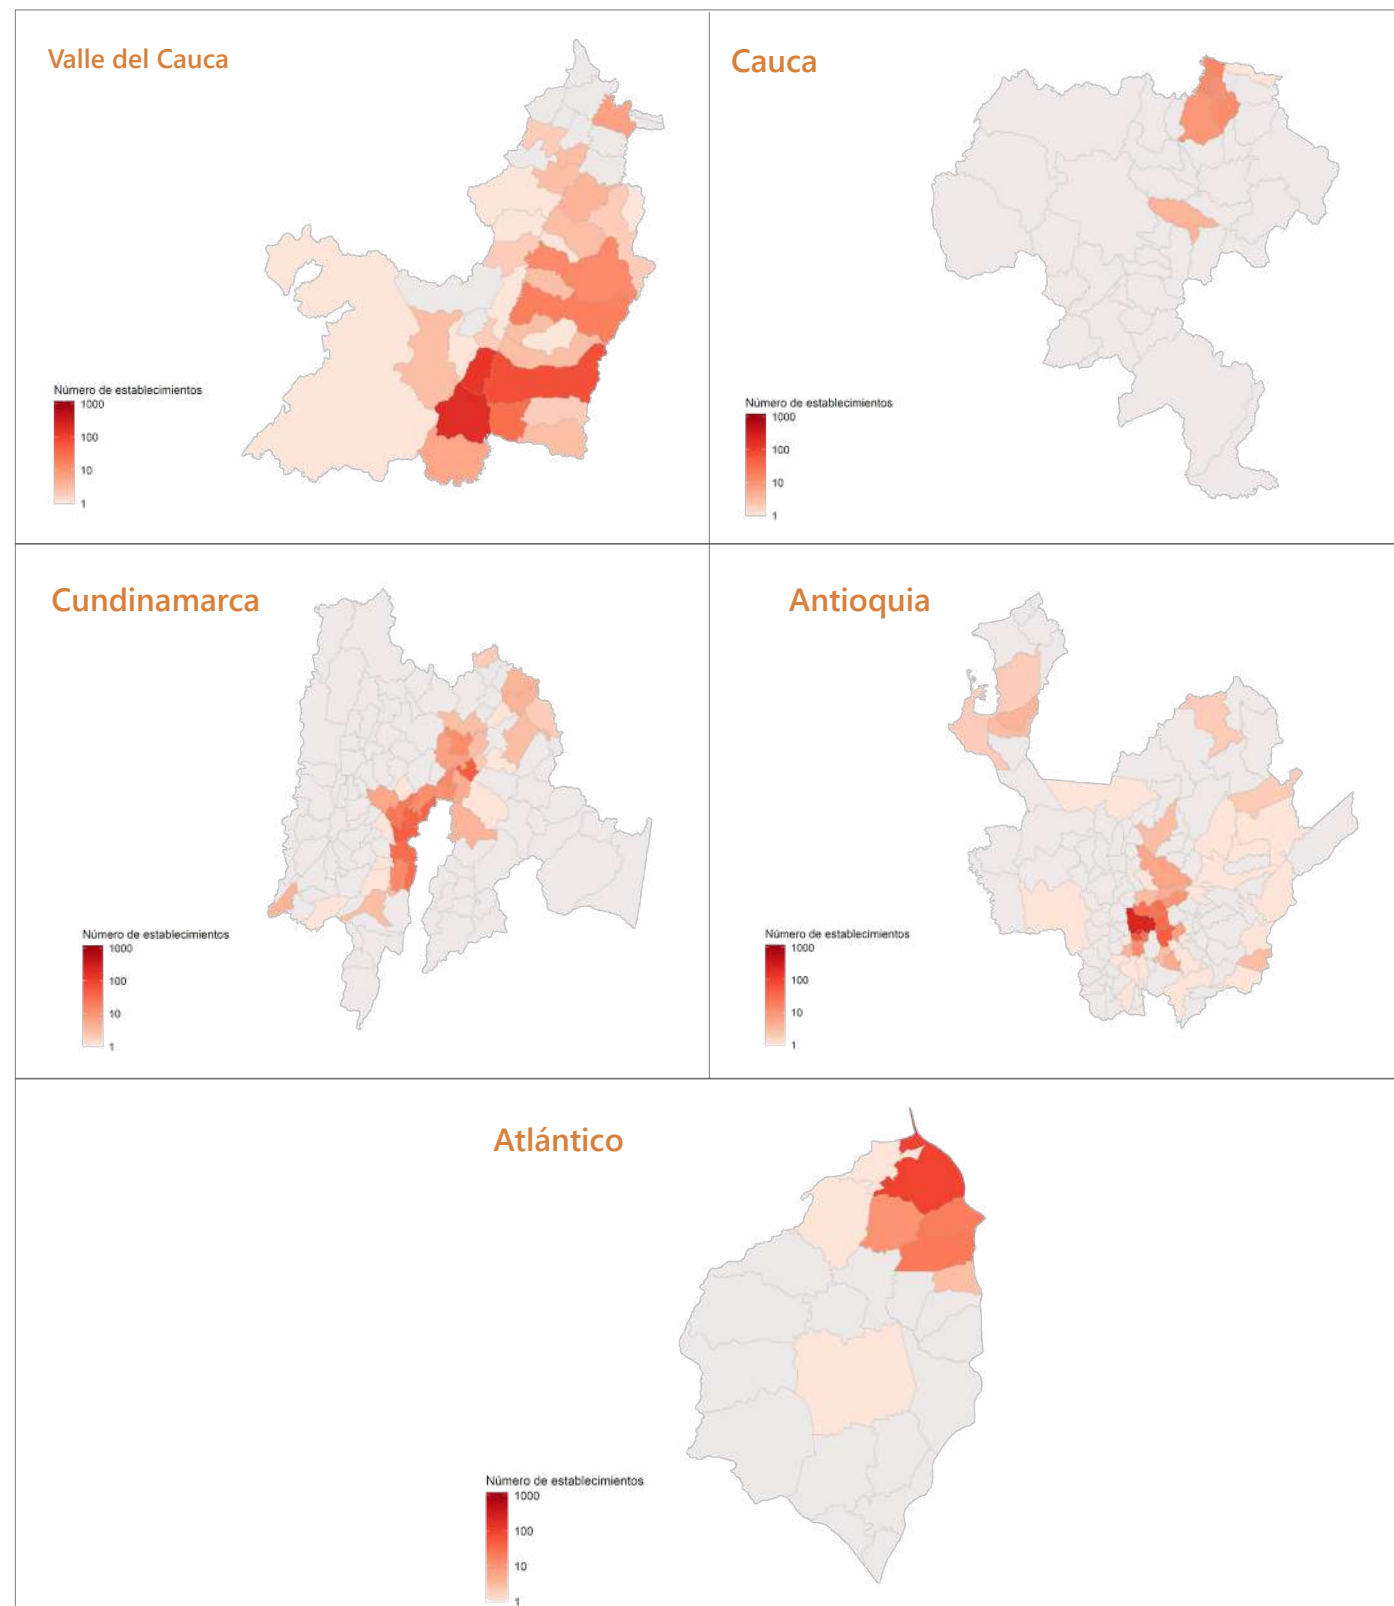 Valle del Cauca
Número de establecimientos
1000
100
10
1
Cauca
Número de establecimientos
1000
100
10
1
Cundinamarca
Número de establecimientos
1000
100
10
1
Antioquia
Número de establecimientos
1000
100
10
1
Atlántico
Número de establecimientos
1000
100
10
1